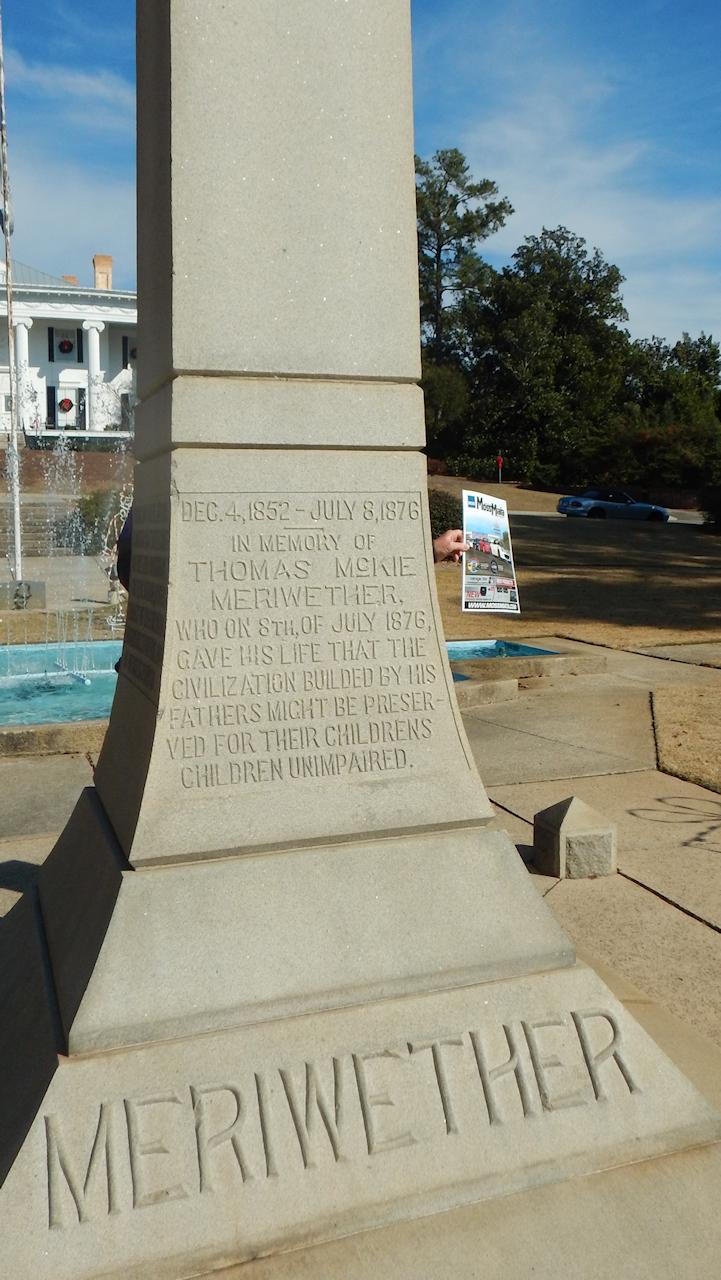 DEC. 4, 1852 – JULY 8, 1876
IN MEMORY OF
THOMAS McKIE
MERIWETHER,
WHO ON 8TH, OF JULY 1876,
GAVE HIS LIFE THAT THE
CIVILIZATION BUILDED BY HIS
FATHERS MIGHT BE PRESER-
VED FOR THEIR CHILDRENS
CHILDREN UNIMPAIRED.
MERIWETHER
MossMotoring
NEW